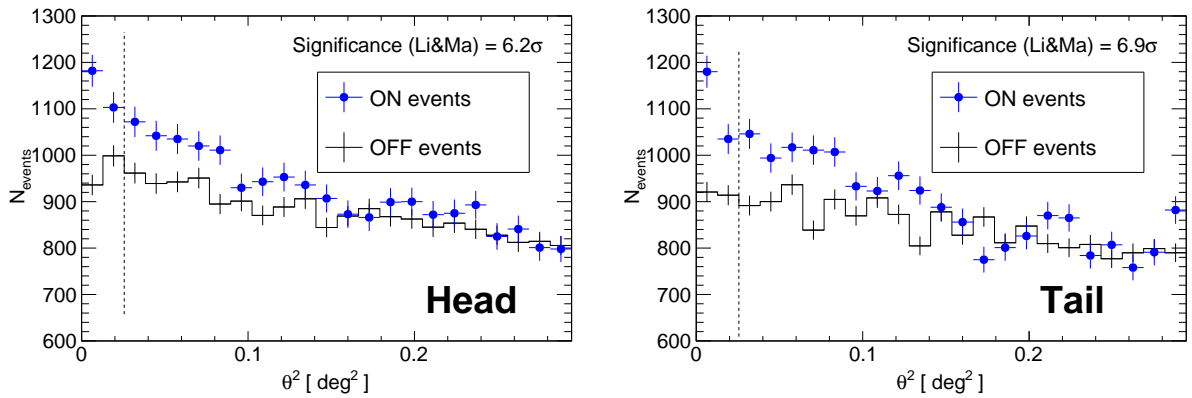 1300
1200
1100
1000
900
800
700
600
N_events
Significance (Li&Ma) = 6.2σ
ON events
OFF events
Head
0
0.1
0.2
θ² [ deg² ]
1300
1200
1100
1000
900
800
700
600
N_events
Significance (Li&Ma) = 6.9σ
ON events
OFF events
Tail
0
0.1
0.2
θ² [ deg² ]